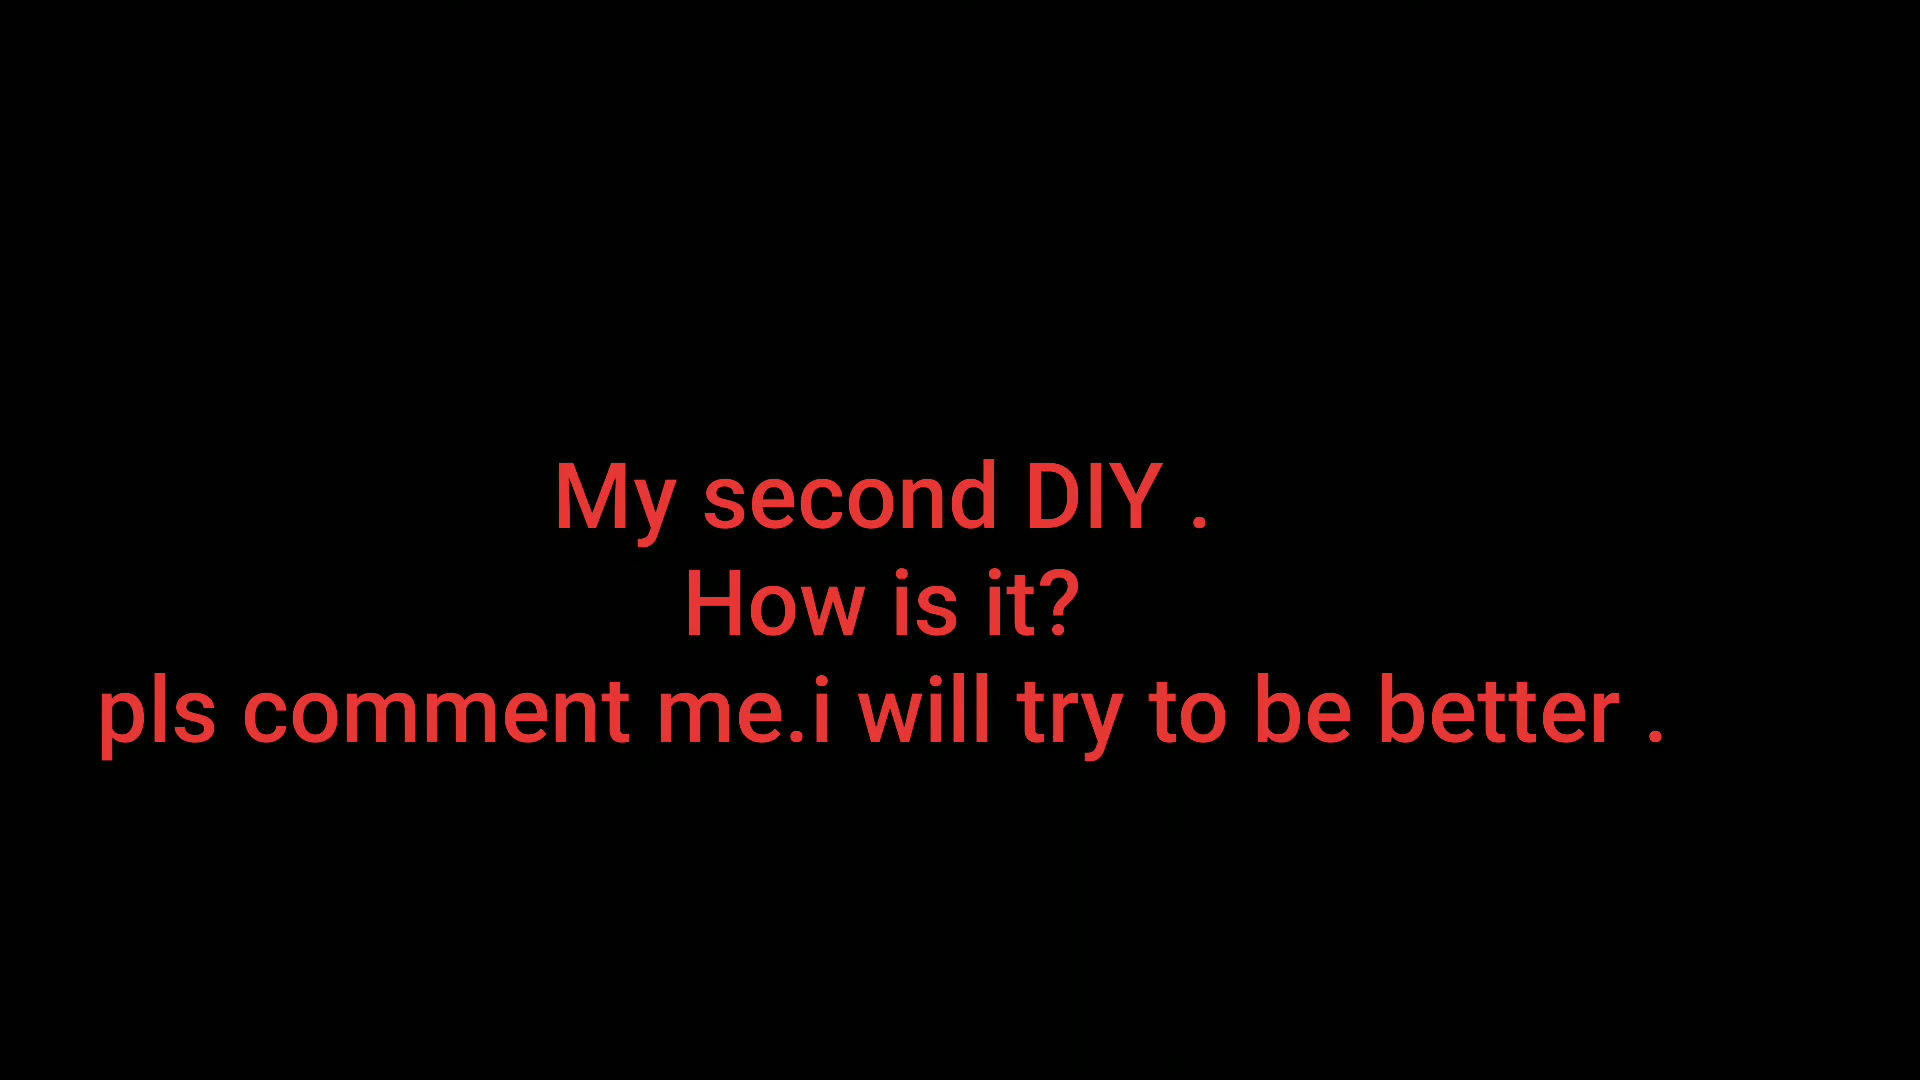 My second DIY .
How is it?
pls comment me.i will try to be better .